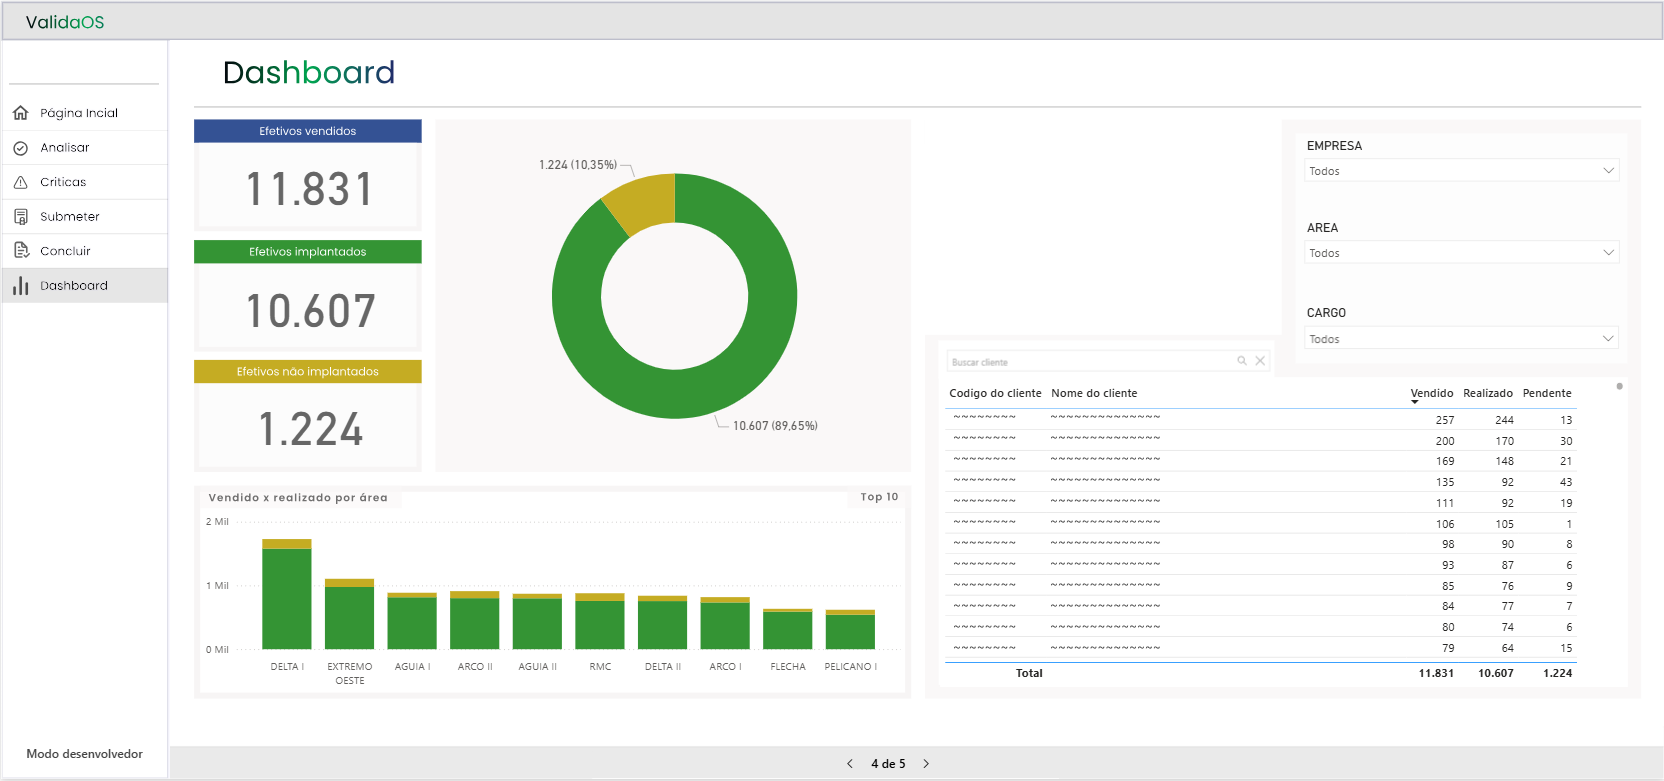 ValidaOS
Dashboard
Página Incial
Analisar
Criticas
Submeter
Concluir
Dashboard
Modo desenvolvedor
Efetivos vendidos
11.831
Efetivos implantados
10.607
Efetivos não implantados
1.224
1.224 (10,35%)
10.607 (89,65%)
EMPRESA
Todos
AREA
Todos
CARGO
Todos
Vendido x realizado por área
Top 10
2 Mil
1 Mil
0 Mil
DELTA I
EXTREMO OESTE
AGUIA I
ARCO II
AGUIA II
RMC
DELTA II
ARCO I
FLECHA
PELICANO I
Buscar cliente
Codigo do cliente Nome do cliente Vendido Realizado Pendente
~~~~~~~~ ~~~~~~~~~~~~~~ 257 244 13
~~~~~~~~ ~~~~~~~~~~~~~~ 200 170 30
~~~~~~~~ ~~~~~~~~~~~~~~ 169 148 21
~~~~~~~~ ~~~~~~~~~~~~~~ 135 92 43
~~~~~~~~ ~~~~~~~~~~~~~~ 111 92 19
~~~~~~~~ ~~~~~~~~~~~~~~ 106 105 1
~~~~~~~~ ~~~~~~~~~~~~~~ 98 90 8
~~~~~~~~ ~~~~~~~~~~~~~~ 93 87 6
~~~~~~~~ ~~~~~~~~~~~~~~ 85 76 9
~~~~~~~~ ~~~~~~~~~~~~~~ 84 77 7
~~~~~~~~ ~~~~~~~~~~~~~~ 80 74 6
~~~~~~~~ ~~~~~~~~~~~~~~ 79 64 15
Total 11.831 10.607 1.224
4 de 5